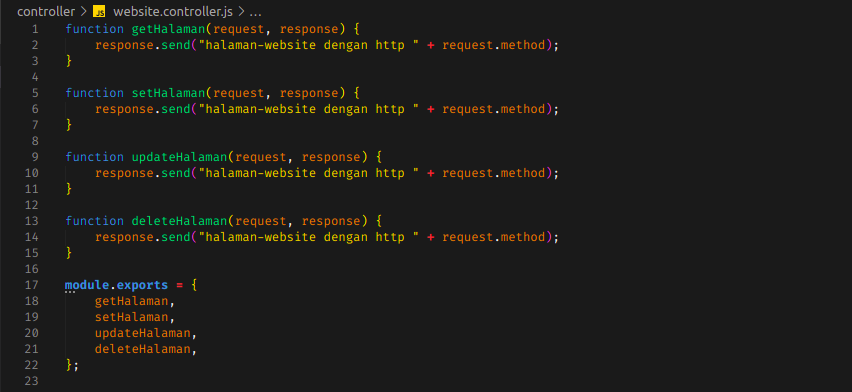 controller > JS website.controller.js > ...
1 function getHalaman(request, response) {
2     response.send("halaman-website dengan http " + request.method);
3 }
4
5 function setHalaman(request, response) {
6     response.send("halaman-website dengan http " + request.method);
7 }
8
9 function updateHalaman(request, response) {
10     response.send("halaman-website dengan http " + request.method);
11 }
12
13 function deleteHalaman(request, response) {
14     response.send("halaman-website dengan http " + request.method);
15 }
16
17 module.exports = {
18     getHalaman,
19     setHalaman,
20     updateHalaman,
21     deleteHalaman,
22 };
23